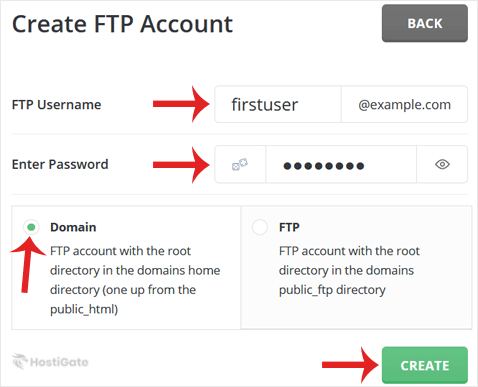 Create FTP Account
BACK
FTP Username
firstuser
@example.com
Enter Password
Domain
FTP account with the root
directory in the domains home
directory (one up from the
public_html)
FTP
FTP account with the root
directory in the domains
public_ftp directory
HostiGate
CREATE